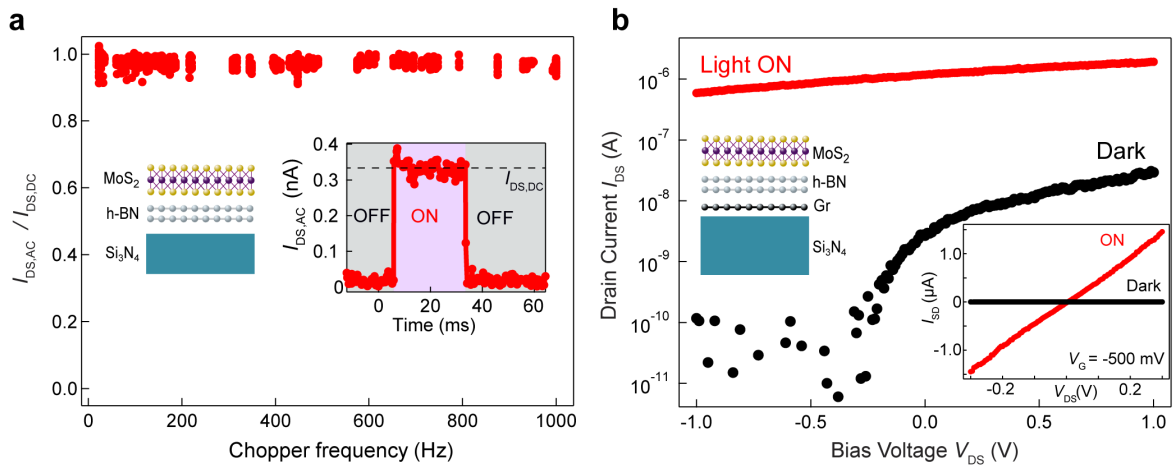 a
I_DS,AC / I_DS,DC
1.0
0.8
0.6
0.4
0.2
0.0
0
200
400
600
800
1000
Chopper frequency (Hz)
MoS₂
h-BN
Si₃N₄
I_DS,AC (nA)
0.4
0.3
0.2
0.1
0
I_DS,DC
OFF
ON
OFF
0
20
40
60
Time (ms)
b
Drain Current I_DS (A)
10⁻⁶
10⁻⁷
10⁻⁸
10⁻⁹
10⁻¹⁰
10⁻¹¹
Light ON
Dark
MoS₂
h-BN
Gr
Si₃N₄
I_SD (µA)
1.0
0
-1.0
ON
Dark
V_G = -500 mV
-0.2
V_DS(V)
0.2
-1.0
-0.5
0.0
0.5
1.0
Bias Voltage V_DS (V)